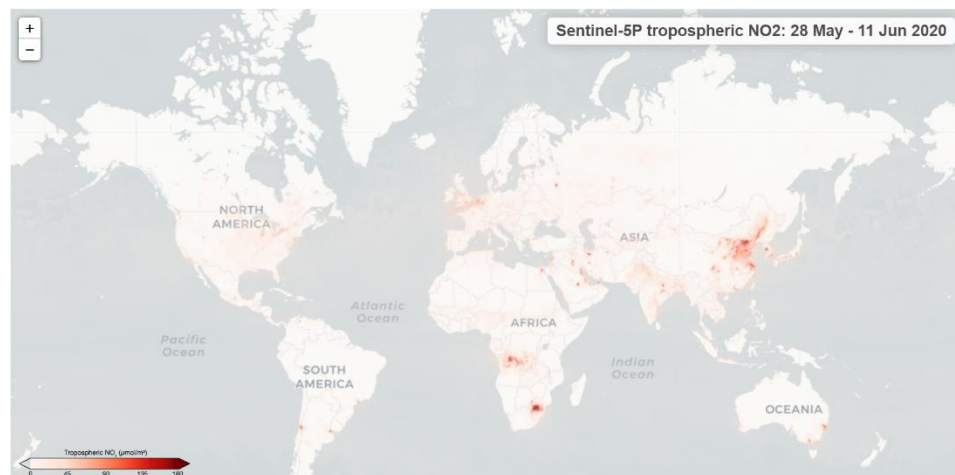 +
−
Sentinel-5P tropospheric NO2: 28 May - 11 Jun 2020
NORTH
AMERICA
ASIA
Atlantic
Ocean
Pacific
Ocean
AFRICA
Indian
Ocean
SOUTH
AMERICA
OCEANIA
Tropospheric NO₂ (μmol/m²)
0 45 90 135 180